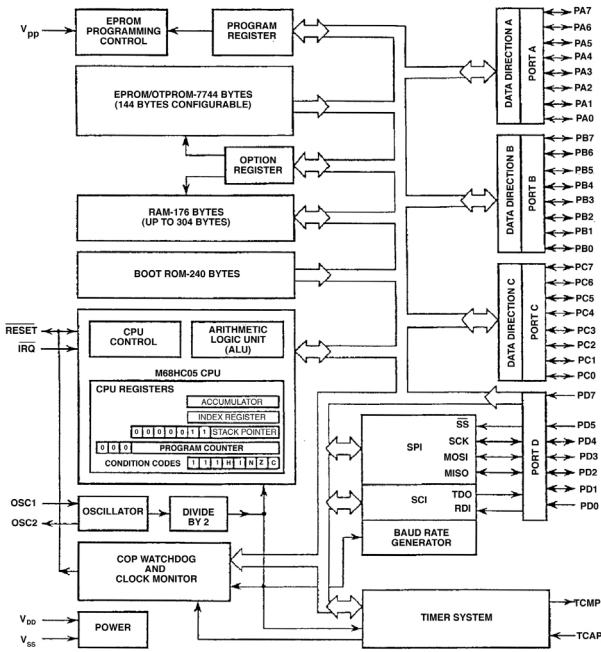 V_PP
EPROM
PROGRAMMING
CONTROL
PROGRAM
REGISTER
EPROM/OTPROM-7744 BYTES
(144 BYTES CONFIGURABLE)
OPTION
REGISTER
RAM-176 BYTES
(UP TO 304 BYTES)
BOOT ROM-240 BYTES
RESET
IRQ
CPU
CONTROL
ARITHMETIC
LOGIC UNIT
(ALU)
M68HC05 CPU
CPU REGISTERS
ACCUMULATOR
INDEX REGISTER
0 0 0 0 0 1 1 STACK POINTER
0 0 0 PROGRAM COUNTER
CONDITION CODES 1 1 1 H I N Z C
OSC1
OSC2
OSCILLATOR
DIVIDE
BY 2
COP WATCHDOG
AND
CLOCK MONITOR
V_DD
V_SS
POWER
DATA DIRECTION A
PORT A
PA7
PA6
PA5
PA4
PA3
PA2
PA1
PA0
DATA DIRECTION B
PORT B
PB7
PB6
PB5
PB4
PB3
PB2
PB1
PB0
DATA DIRECTION C
PORT C
PC7
PC6
PC5
PC4
PC3
PC2
PC1
PC0
SPI
SS
SCK
MOSI
MISO
SCI
TDO
RDI
BAUD RATE
GENERATOR
PORT D
PD7
PD5
PD4
PD3
PD2
PD1
PD0
TIMER SYSTEM
TCMP
TCAP